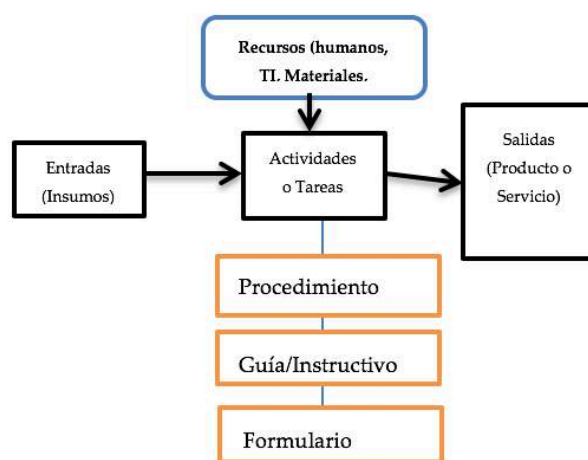 Recursos (humanos,
TI. Materiales.
Entradas
(Insumos)
Actividades
o Tareas
Salidas
(Producto o
Servicio)
Procedimiento
Guía/Instructivo
Formulario